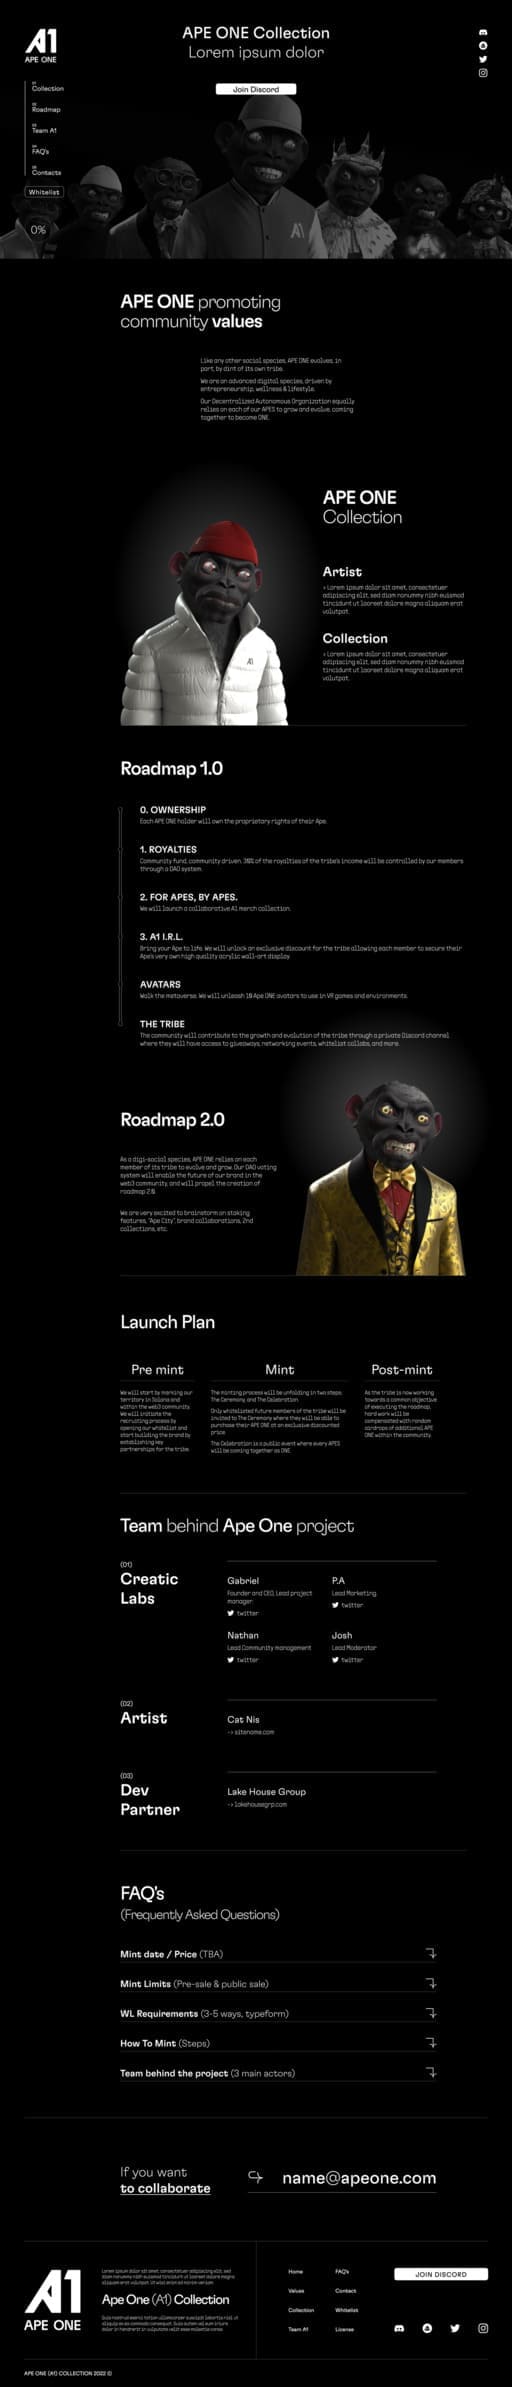 A1
APE ONE
APE ONE Collection
Lorem ipsum dolor
Join Discord
01
Collection
02
Roadmap
03
Team A1
04
FAQ's
05
Contacts
Whitelist
0%
A1
APE ONE promoting
community values
Like any other social species, APE ONE evolves, in
part, by dint of its own tribe.
We are an advanced digital species, driven by
entrepreneurship, wellness & lifestyle.
Our Decentralized Autonomous Organization equally
relies on each of our APES to grow and evolve, coming
together to become ONE.
APE ONE
Collection
Artist
> Lorem ipsum dolor sit amet, consectetuer
adipiscing elit, sed diam nonummy nibh euismod
tincidunt ut laoreet dolore magna aliquam erat
volutpat.
Collection
> Lorem ipsum dolor sit amet, consectetuer
adipiscing elit, sed diam nonummy nibh euismod
tincidunt ut laoreet dolore magna aliquam erat
volutpat.
A1
Roadmap 1.0
0. OWNERSHIP
Each APE ONE holder will own the proprietary rights of their Ape.
1. ROYALTIES
Community fund, community driven. 30% of the royalties of the tribe's income will be controlled by our members
through a DAO system.
2. FOR APES, BY APES.
We will launch a collaborative A1 merch collection.
3. A1 I.R.L.
Bring your Ape to life. We will unlock an exclusive discount for the tribe allowing each member to secure their
Ape's very own high quality acrylic wall-art display.
AVATARS
Walk the metaverse. We will unleash 10 Ape ONE avatars to use in VR games and environments.
THE TRIBE
The community will contribute to the growth and evolution of the tribe through a private Discord channel
where they will have access to giveaways, networking events, whitelist collabs, and more.
Roadmap 2.0
As a digi-social species, APE ONE relies on each
member of its tribe to evolve and grow. Our DAO voting
system will enable the future of our brand in the
web3 community, and will propel the creation of
roadmap 2.0.
We are very excited to brainstorm on staking
features, "Ape City", brand collaborations, 2nd
collections, etc.
Launch Plan
Pre mint
We will start by marking our
territory in Solana and
within the web3 community.
We will initiate the
recruiting process by
opening our whitelist and
start building the brand by
establishing key
partnerships for the tribe.
Mint
The minting process will be unfolding in two steps:
The Ceremony, and The Celebration.
Only whitelisted future members of the tribe will be
invited to The Ceremony where they will be able to
purchase their APE ONE at an exclusive discounted
price.
The Celebration is a public event where every APES
will be coming together as ONE.
Post-mint
As the tribe is now working
towards a common objective
of executing the roadmap,
hard work will be
compensated with random
airdrops of additional APE
ONE within the community.
Team behind Ape One project
(01)
Creatic
Labs
Gabriel
Founder and CEO, Lead project
manager
twitter
P.A
Lead Marketing
twitter
Nathan
Lead Community management
twitter
Josh
Lead Moderator
twitter
(02)
Artist
Cat Nis
-> sitename.com
(03)
Dev
Partner
Lake House Group
-> lakehousegrp.com
FAQ's
(Frequently Asked Questions)
Mint date / Price (TBA)
Mint Limits (Pre-sale & public sale)
WL Requirements (3-5 ways, typeform)
How To Mint (Steps)
Team behind the project (3 main actors)
If you want
to collaborate
name@apeone.com
A1
APE ONE
Lorem ipsum dolor sit amet, consectetuer adipiscing elit, sed
diam nonummy nibh euismod tincidunt ut laoreet dolore magna
aliquam erat volutpat. Ut wisi enim ad minim veniam
Ape One (A1) Collection
Quis nostrud exerci tation ullamcorper suscipit lobortis nisl ut
aliquip ex ea commodo consequat. Duis autem vel eum iriure
dolor in hendrerit in vulputate velit esse molestie conse
Home
Values
Collection
Team A1
FAQ's
Contact
Whitelist
License
JOIN DISCORD
APE ONE (A1) COLLECTION 2022 ©